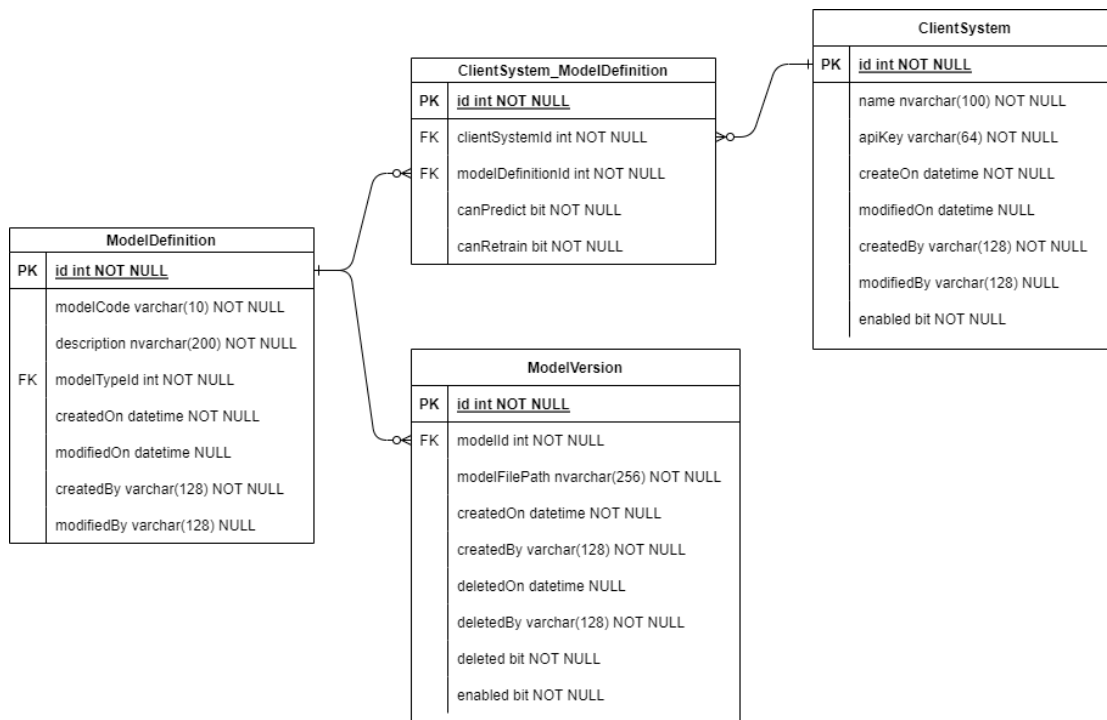 ClientSystem
PK id int NOT NULL
name nvarchar(100) NOT NULL
apiKey varchar(64) NOT NULL
createOn datetime NOT NULL
modifiedOn datetime NULL
createdBy varchar(128) NOT NULL
modifiedBy varchar(128) NULL
enabled bit NOT NULL
ClientSystem_ModelDefinition
PK id int NOT NULL
FK clientSystemId int NOT NULL
FK modelDefinitionId int NOT NULL
canPredict bit NOT NULL
canRetrain bit NOT NULL
ModelDefinition
PK id int NOT NULL
modelCode varchar(10) NOT NULL
description nvarchar(200) NOT NULL
FK modelTypeId int NOT NULL
createdOn datetime NOT NULL
modifiedOn datetime NULL
createdBy varchar(128) NOT NULL
modifiedBy varchar(128) NULL
ModelVersion
PK id int NOT NULL
FK modelId int NOT NULL
modelFilePath nvarchar(256) NOT NULL
createdOn datetime NOT NULL
createdBy varchar(128) NOT NULL
deletedOn datetime NULL
deletedBy varchar(128) NOT NULL
deleted bit NOT NULL
enabled bit NOT NULL